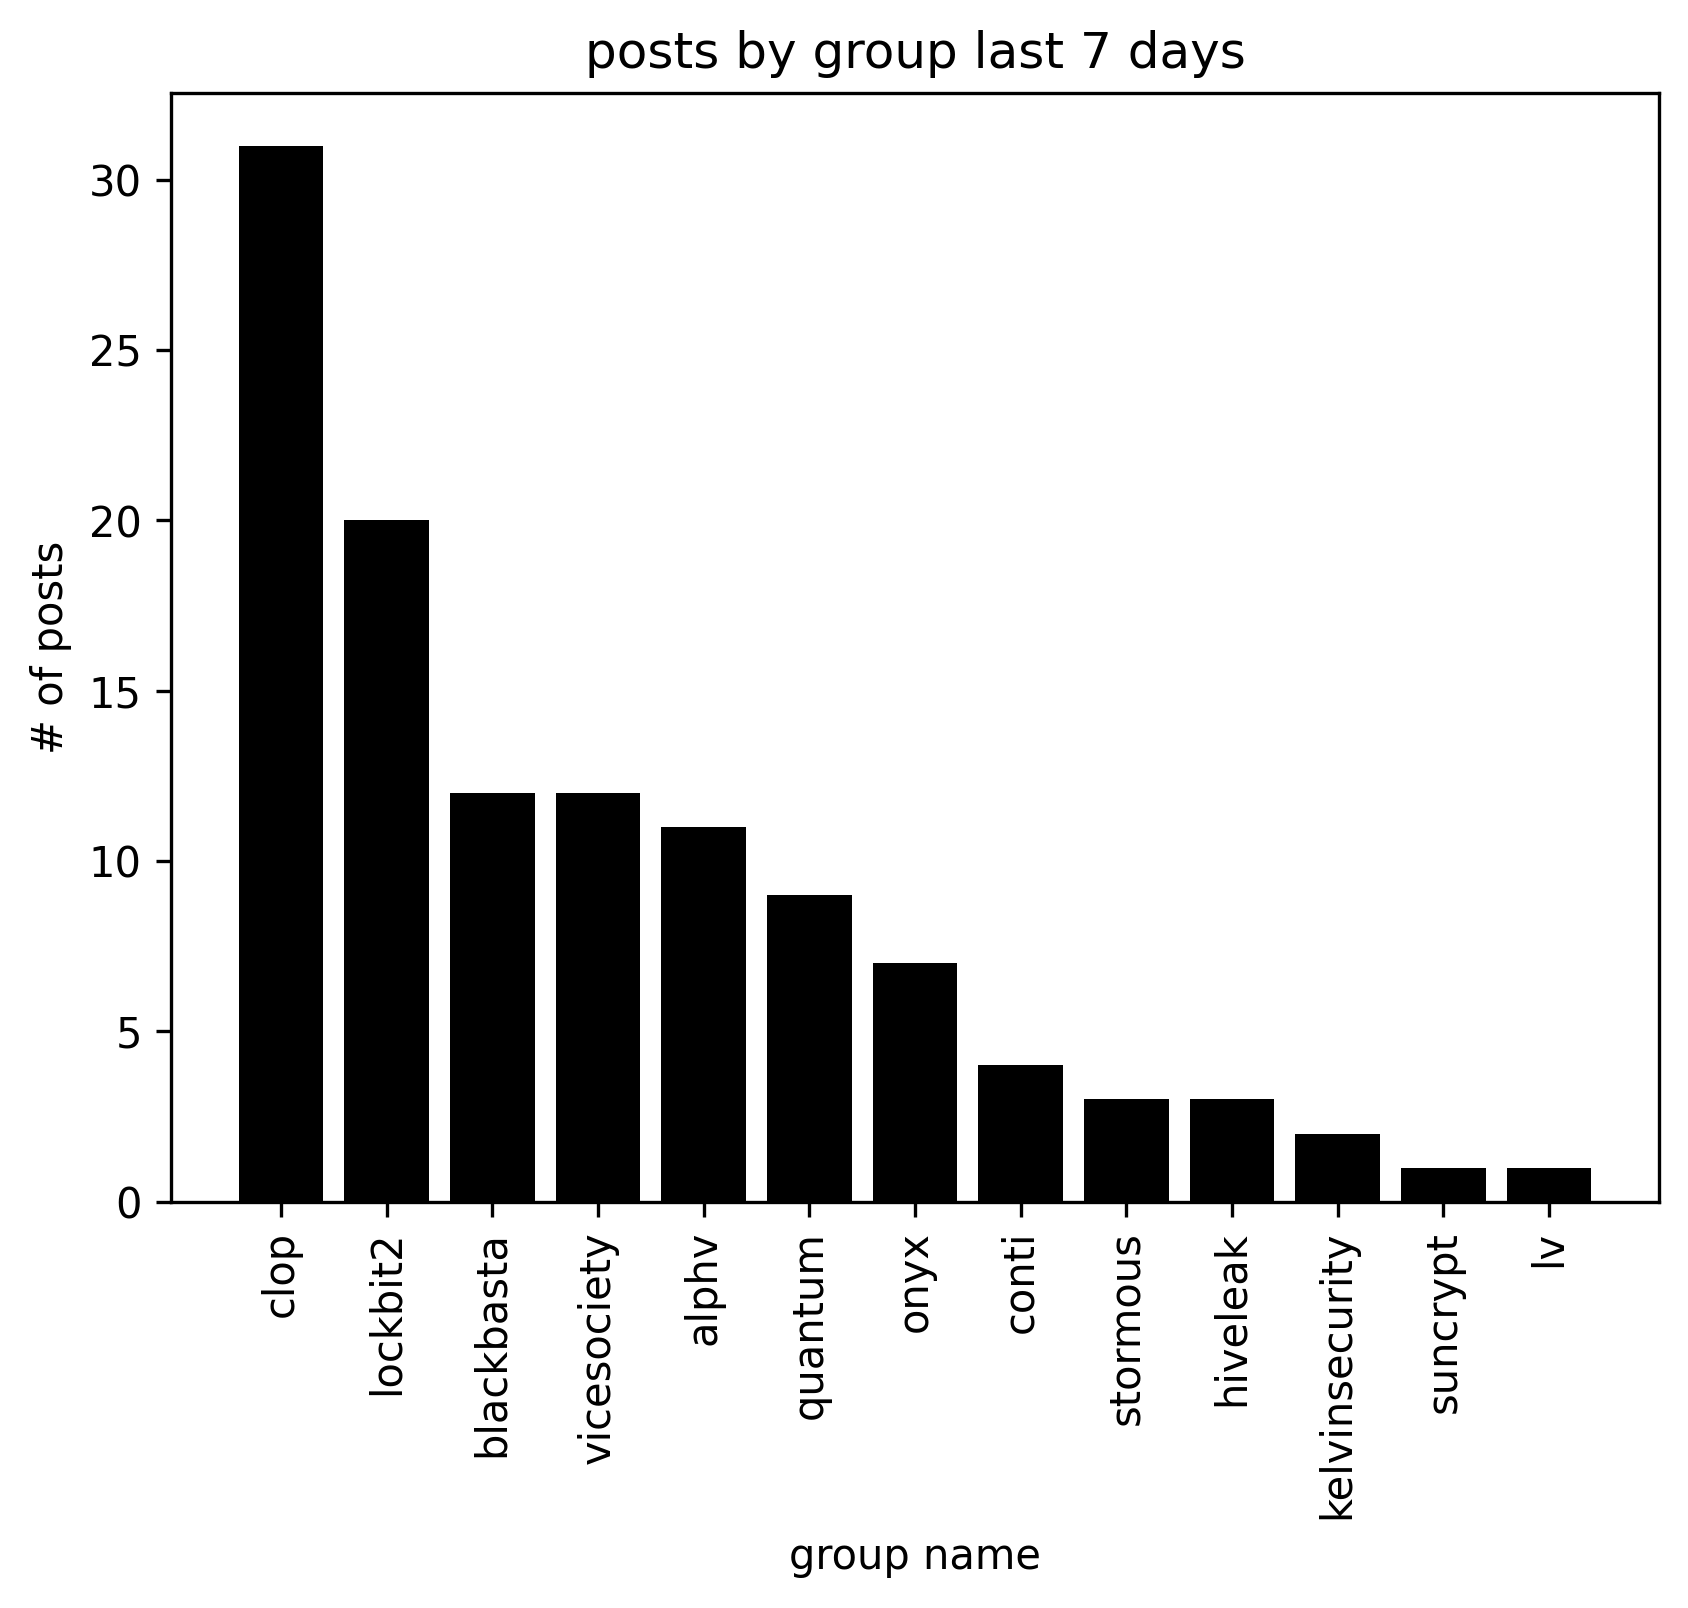 posts by group last 7 days
# of posts
30
25
20
15
10
5
0
clop
lockbit2
blackbasta
vicesociety
alphv
quantum
onyx
conti
stormous
hiveleak
kelvinsecurity
suncrypt
lv
group name